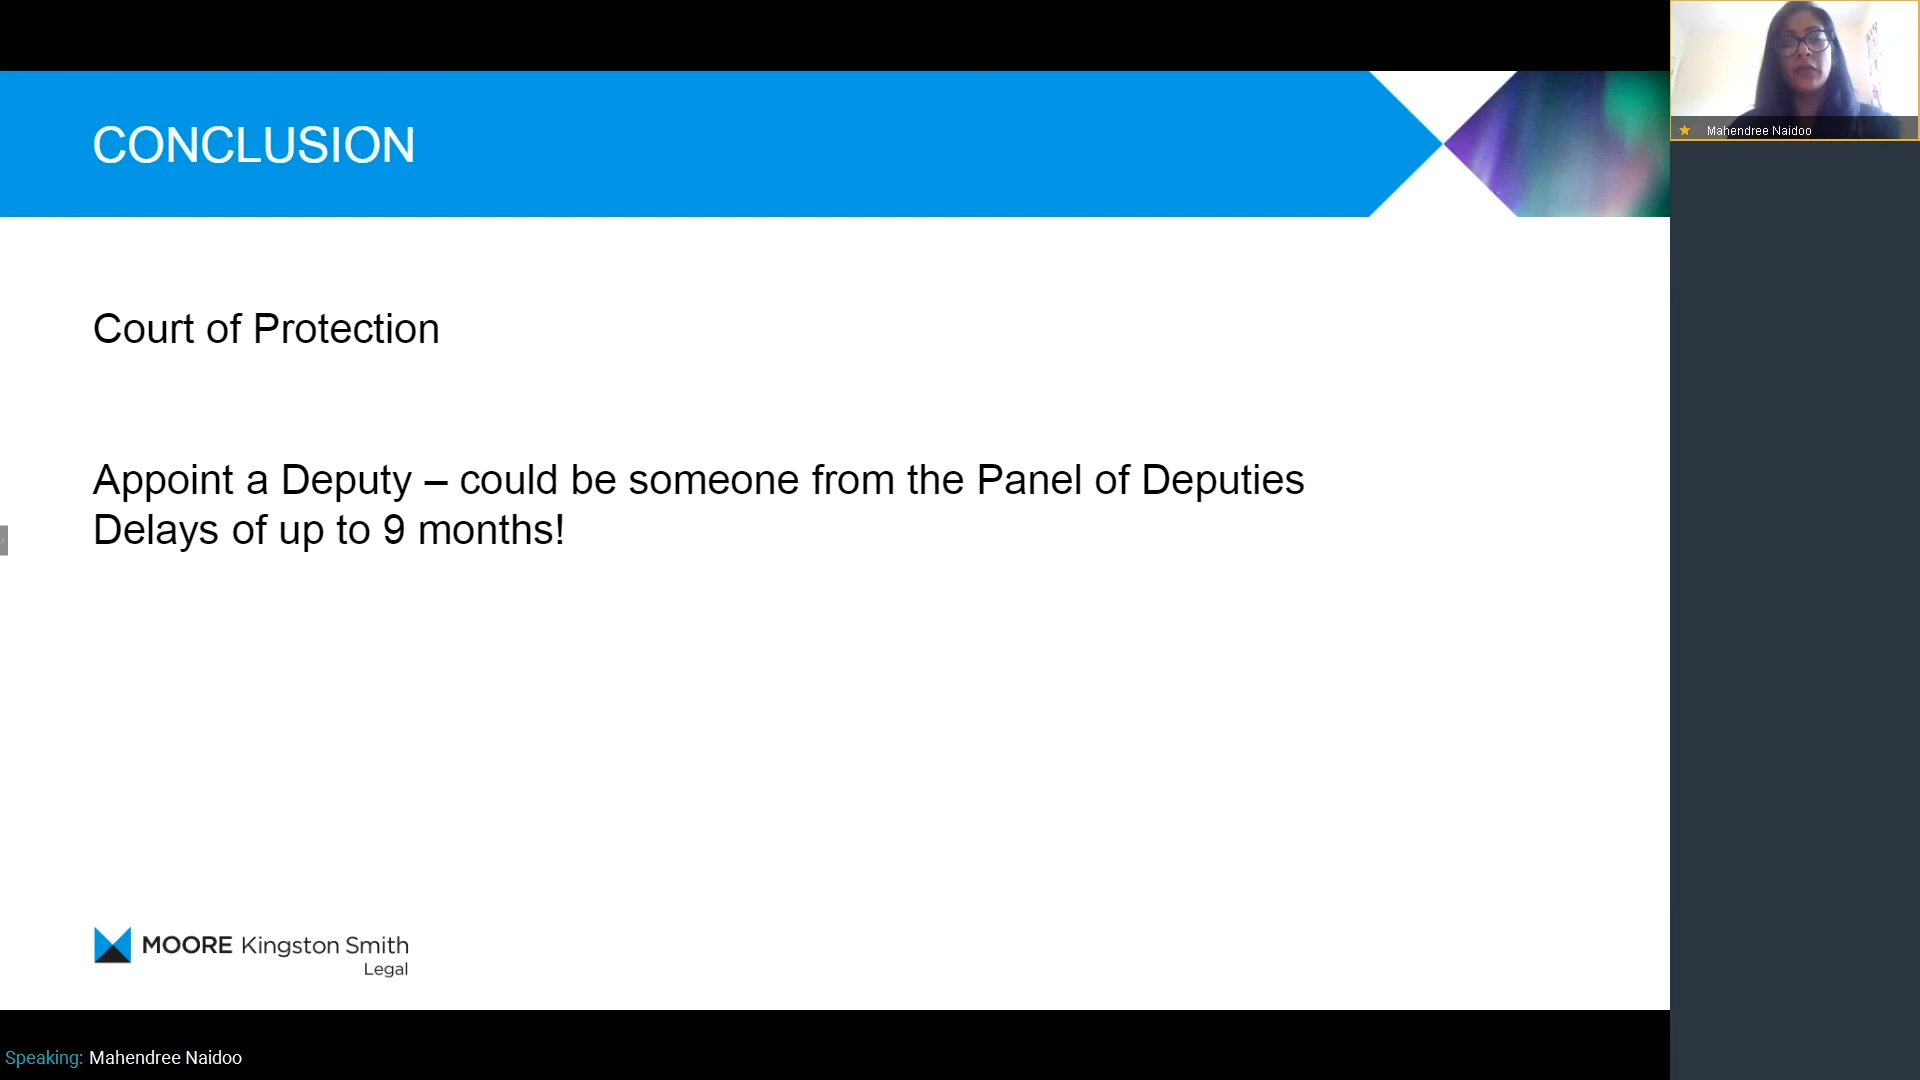 CONCLUSION
Mahendree Naidoo
Court of Protection
Appoint a Deputy – could be someone from the Panel of Deputies
Delays of up to 9 months!
MOORE Kingston Smith
Legal
Speaking: Mahendree Naidoo